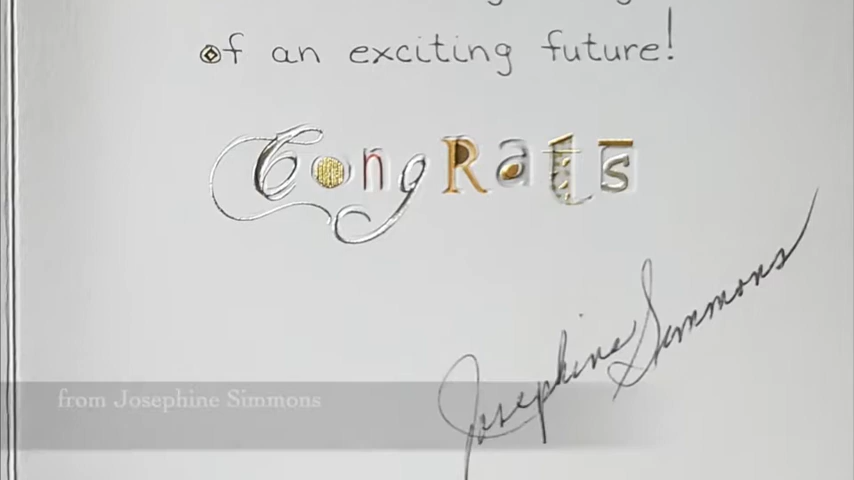 of an exciting future!
Congrats
Josephine Simmons
from Josephine Simmons